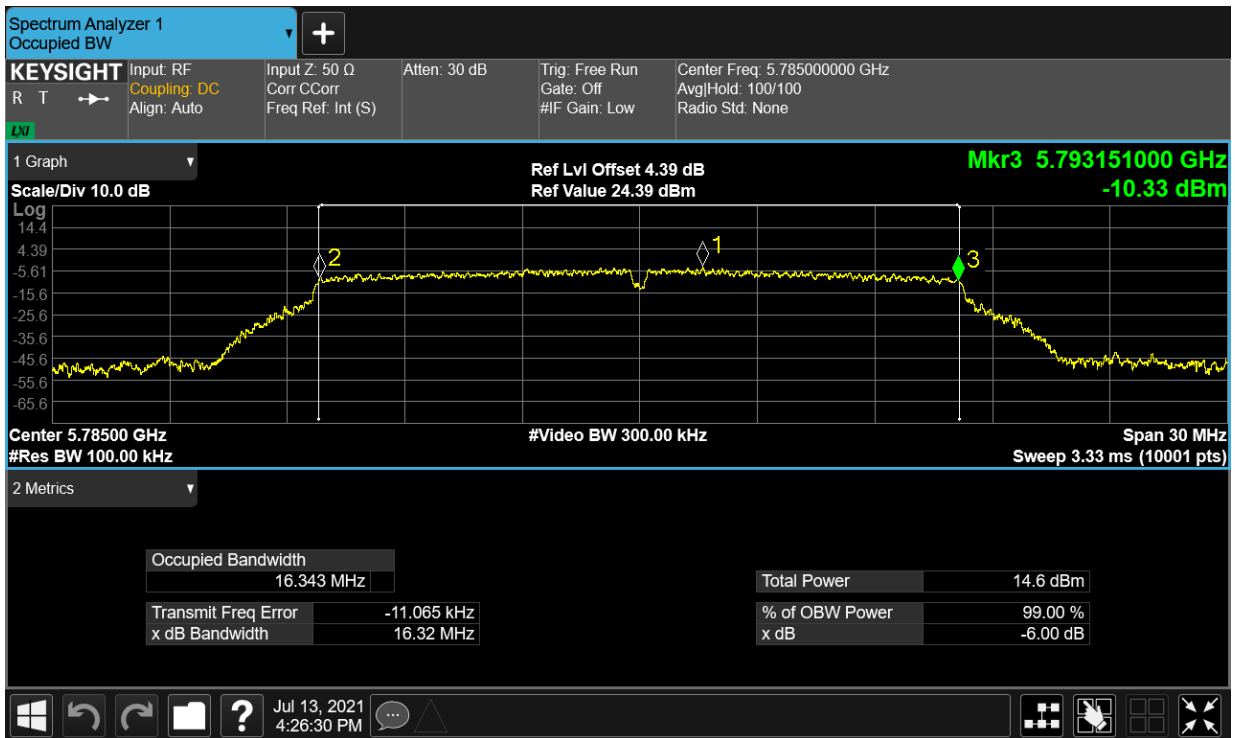 Spectrum Analyzer 1
Occupied BW
+
KEYSIGHT
R T
LXI
Input: RF
Coupling: DC
Align: Auto
Input Z: 50 Ω
Corr CCorr
Freq Ref: Int (S)
Atten: 30 dB
Trig: Free Run
Gate: Off
#IF Gain: Low
Center Freq: 5.785000000 GHz
Avg|Hold: 100/100
Radio Std: None
1 Graph
Scale/Div 10.0 dB
Ref Lvl Offset 4.39 dB
Ref Value 24.39 dBm
Mkr3 5.793151000 GHz
-10.33 dBm
Log
14.4
4.39
-5.61
-15.6
-25.6
-35.6
-45.6
-55.6
-65.6
2
1
3
Center 5.78500 GHz
#Video BW 300.00 kHz
Span 30 MHz
#Res BW 100.00 kHz
Sweep 3.33 ms (10001 pts)
2 Metrics
Occupied Bandwidth
16.343 MHz
Total Power 14.6 dBm
Transmit Freq Error -11.065 kHz
% of OBW Power 99.00 %
x dB Bandwidth 16.32 MHz
x dB -6.00 dB
?
Jul 13, 2021
4:26:30 PM